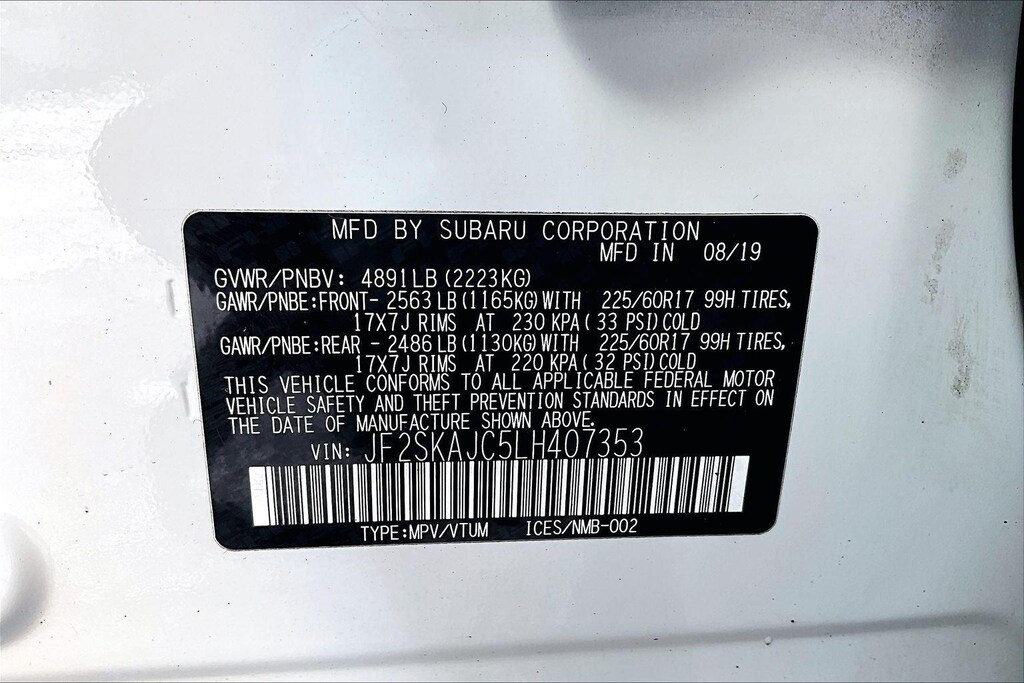 MFD BY SUBARU CORPORATION
MFD IN 08/19
GVWR/PNBV: 4891LB (2223KG)
GAWR/PNBE:FRONT- 2563 LB (1165KG) WITH 225/60R17 99H TIRES,
17X7J RIMS AT 230 KPA ( 33 PSI) COLD
GAWR/PNBE:REAR - 2486 LB (1130KG) WITH 225/60R17 99H TIRES,
17X7J RIMS AT 220 KPA ( 32 PSI) COLD
THIS VEHICLE CONFORMS TO ALL APPLICABLE FEDERAL MOTOR
VEHICLE SAFETY AND THEFT PREVENTION STANDARDS IN EFFECT ON
THE DATE OF MANUFACTURE SHOWN ABOVE.
VIN: JF2SKAJC5LH407353
TYPE:MPV/VTUM ICES/NMB-002